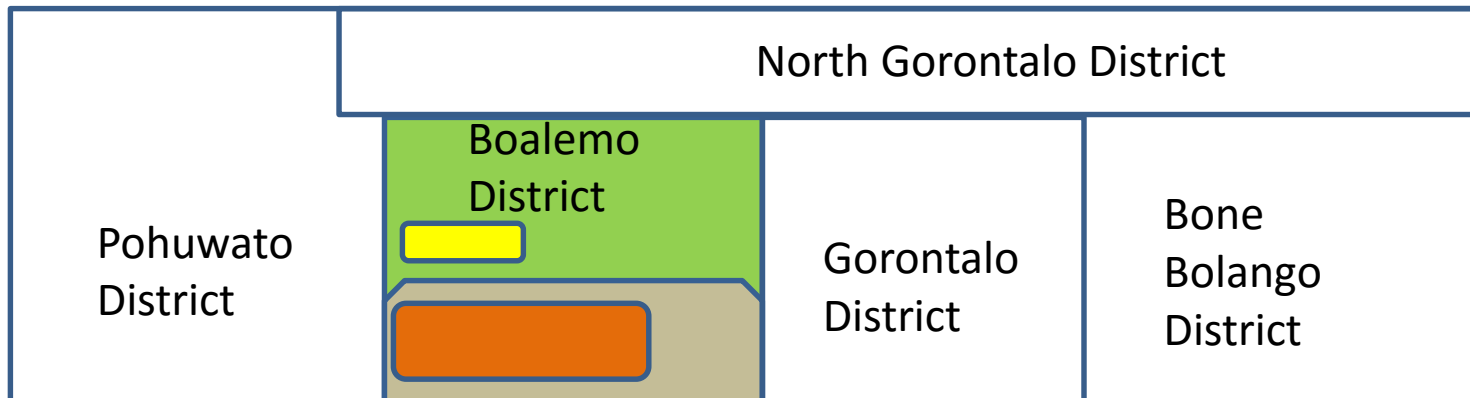 North Gorontalo District
Boalemo
District
Pohuwato
District
Gorontalo
District
Bone
Bolango
District